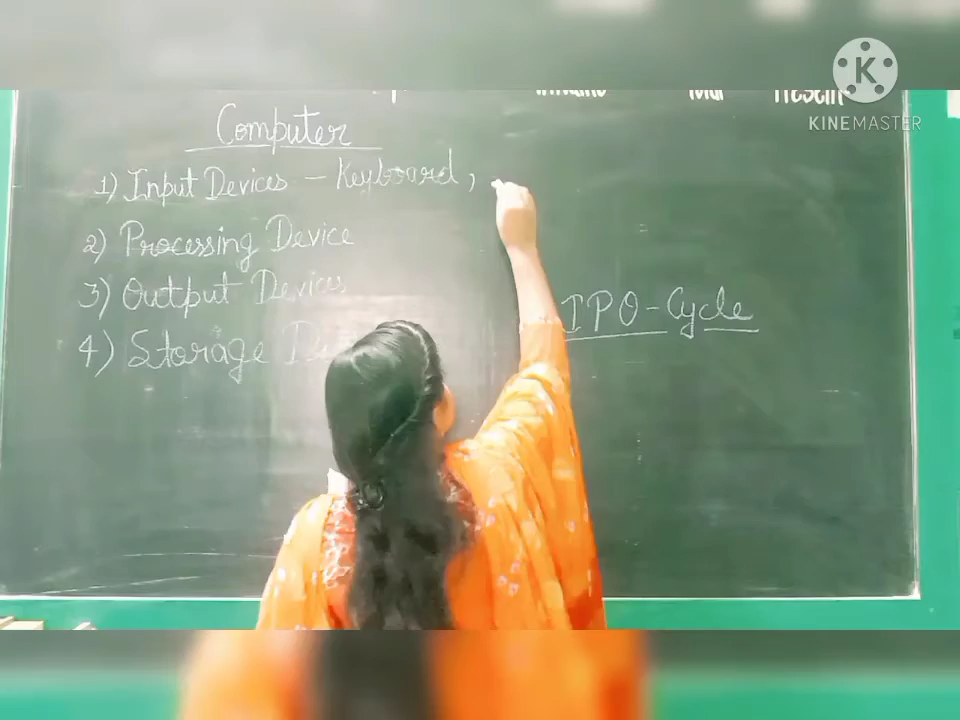 K
KINEMASTER
Computer
1) Input Devices - Keyboard,
2) Processing Device
3) Output Devices
IPO-Cycle
4) Storage